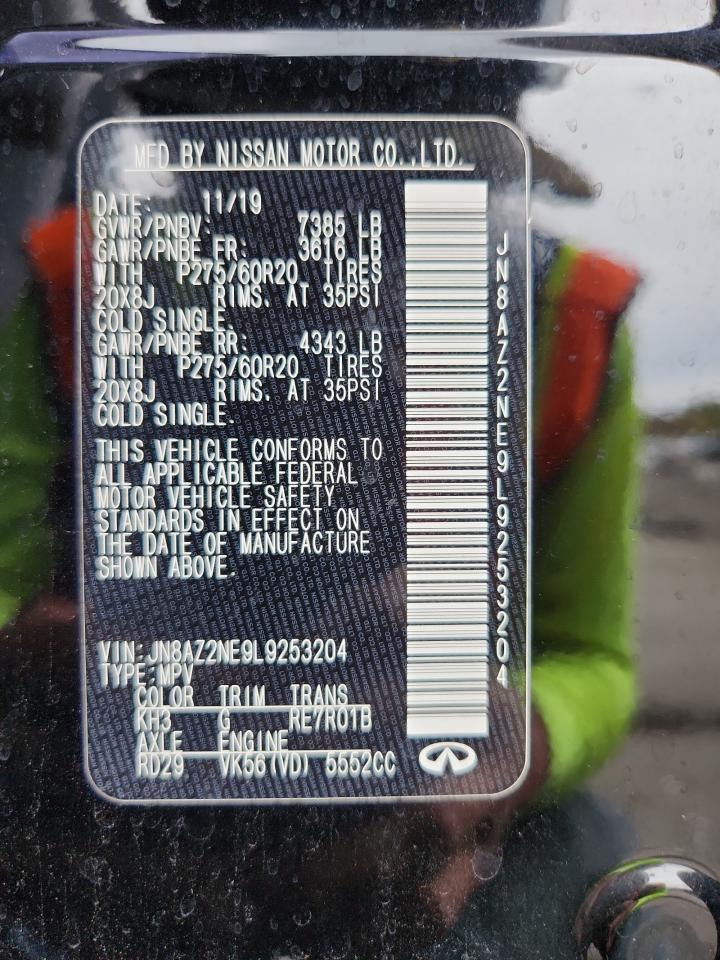 MFD BY NISSAN MOTOR CO.,LTD.
DATE: 11/19
GVWR/PNBV: 7385 LB
GAWR/PNBE FR: 3616 LB
WITH P275/60R20 TIRES
20X8J RIMS. AT 35PSI
COLD SINGLE.
GAWR/PNBE RR: 4343 LB
WITH P275/60R20 TIRES
20X8J RIMS. AT 35PSI
COLD SINGLE.
THIS VEHICLE CONFORMS TO
ALL APPLICABLE FEDERAL
MOTOR VEHICLE SAFETY
STANDARDS IN EFFECT ON
THE DATE OF MANUFACTURE
SHOWN ABOVE.
VIN:JN8AZ2NE9L9253204
TYPE:MPV
COLOR TRIM TRANS
KH3 G RE7R01B
AXLE ENGINE
RD29 VK56(VD) 5552CC
JN8AZ2NE9L9253204